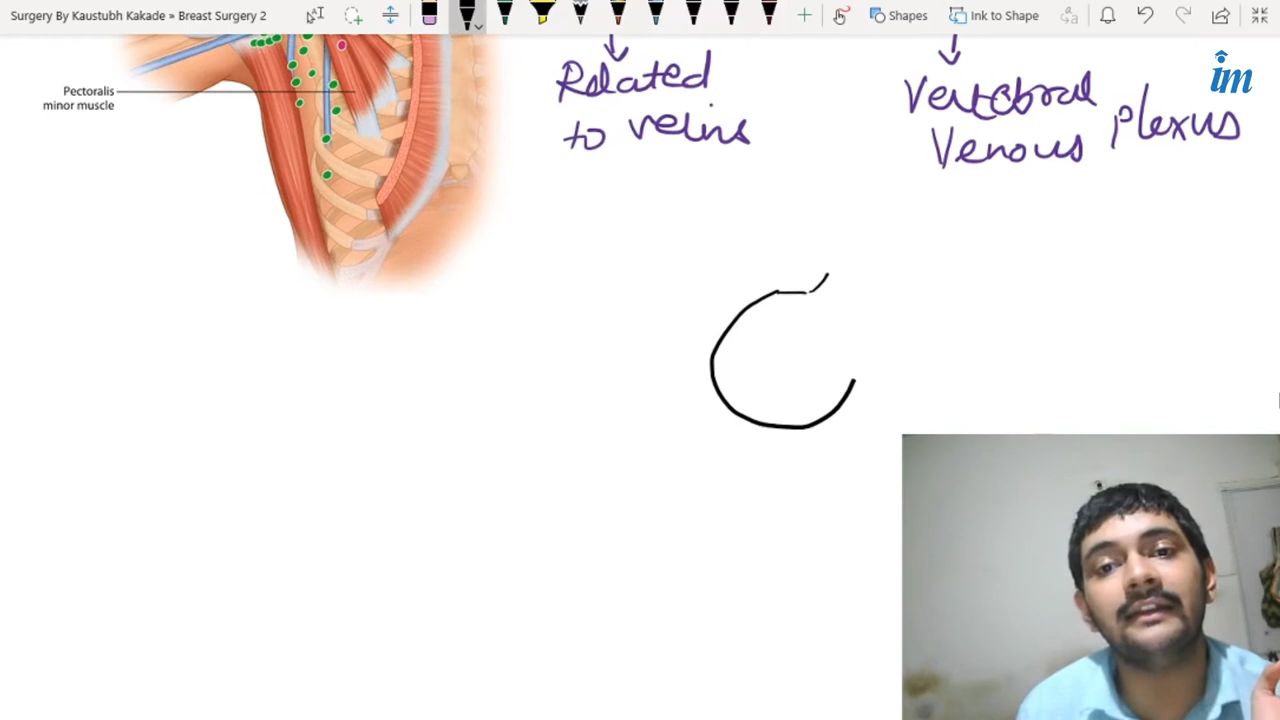 Surgery By Kaustubh Kakade » Breast Surgery 2
Shapes
Ink to Shape
im
Pectoralis
minor muscle
Related
to veins
Vertebral
Venous plexus